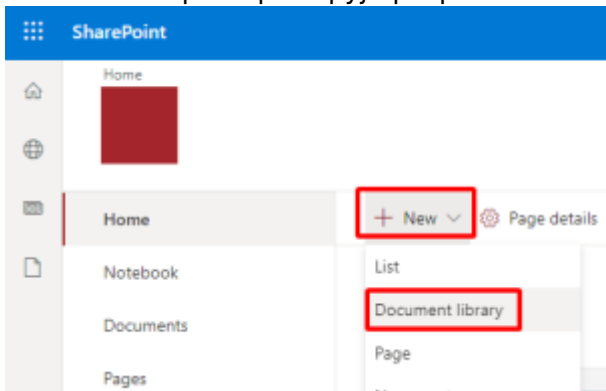 SharePoint
Home
Home
+ New
Page details
Notebook
List
Documents
Document library
Pages
Page